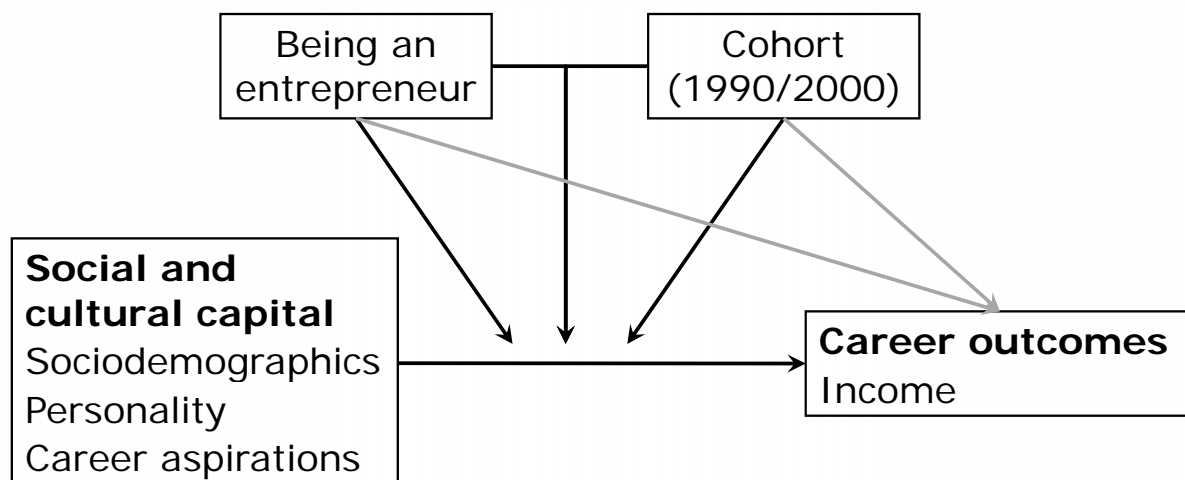 Being an
entrepreneur
Cohort
(1990/2000)
Social and
cultural capital
Sociodemographics
Personality
Career aspirations
Career outcomes
Income